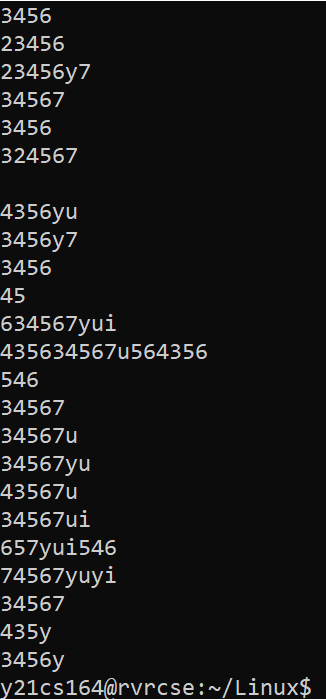 3456
23456
23456y7
34567
3456
324567

4356yu
3456y7
3456
45
634567yui
435634567u564356
546
34567
34567u
34567yu
43567u
34567ui
657yui546
74567yuyi
34567
435y
3456y
y21cs164@rvrcse:~/Linux$